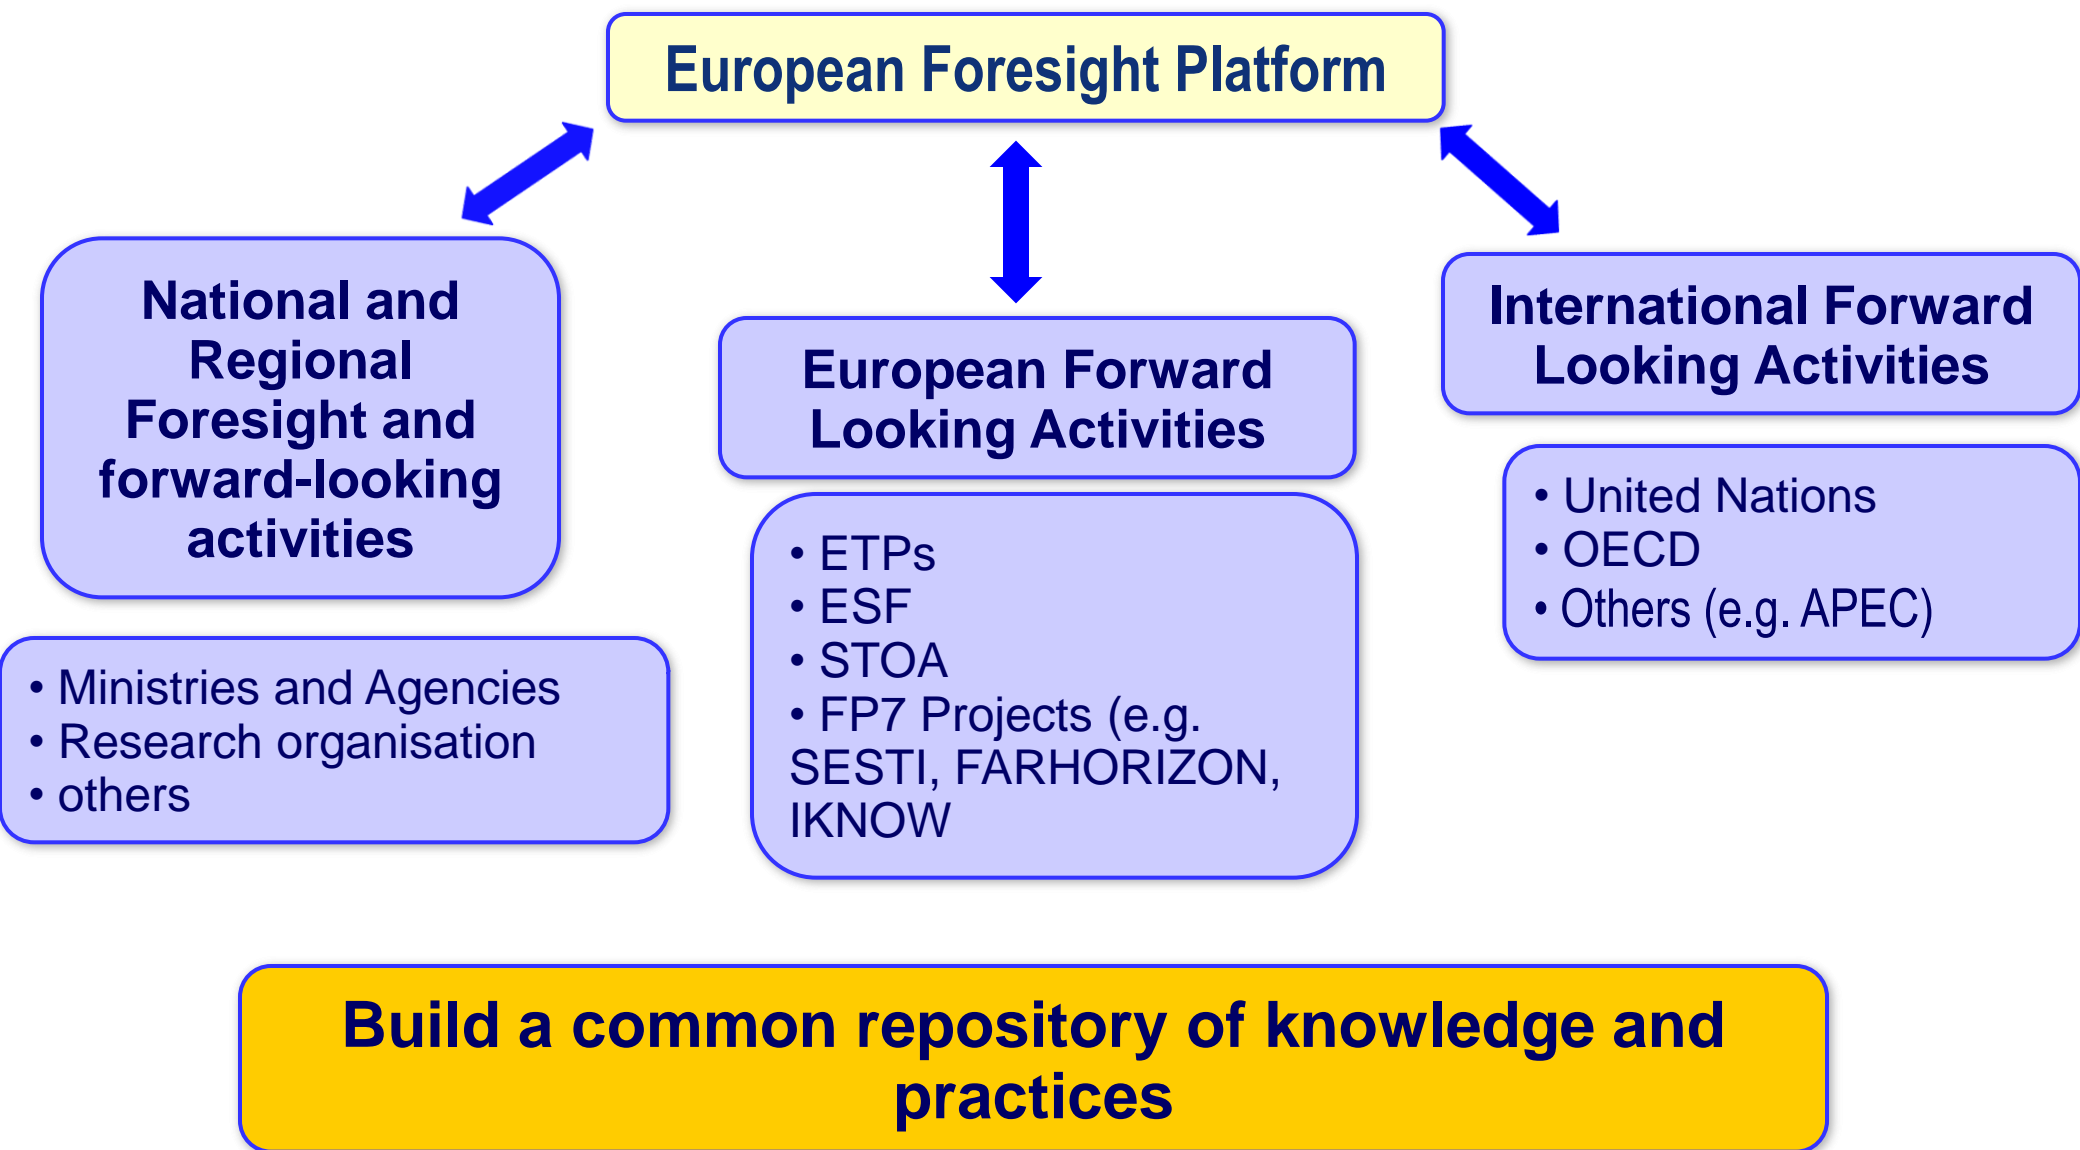 European Foresight Platform
National and
Regional
Foresight and
forward-looking
activities
• Ministries and Agencies
• Research organisation
• others
European Forward
Looking Activities
• ETPs
• ESF
• STOA
• FP7 Projects (e.g.
SESTI, FARHORIZON,
IKNOW
International Forward
Looking Activities
• United Nations
• OECD
• Others (e.g. APEC)
Build a common repository of knowledge and
practices